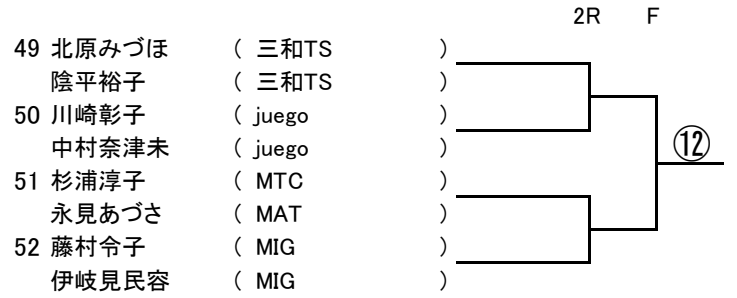 2R F
49 北原みづほ ( 三和TS )
陰平裕子 ( 三和TS )
50 川崎彰子 ( juego )
中村奈津未 ( juego )
⑫
51 杉浦淳子 ( MTC )
永見あづさ ( MAT )
52 藤村令子 ( MIG )
伊岐見民容 ( MIG )